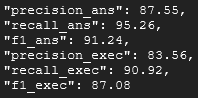 "precision_ans": 87.55,
"recall_ans": 95.26,
"f1_ans": 91.24,
"precision_exec": 83.56,
"recall_exec": 90.92,
"f1_exec": 87.08